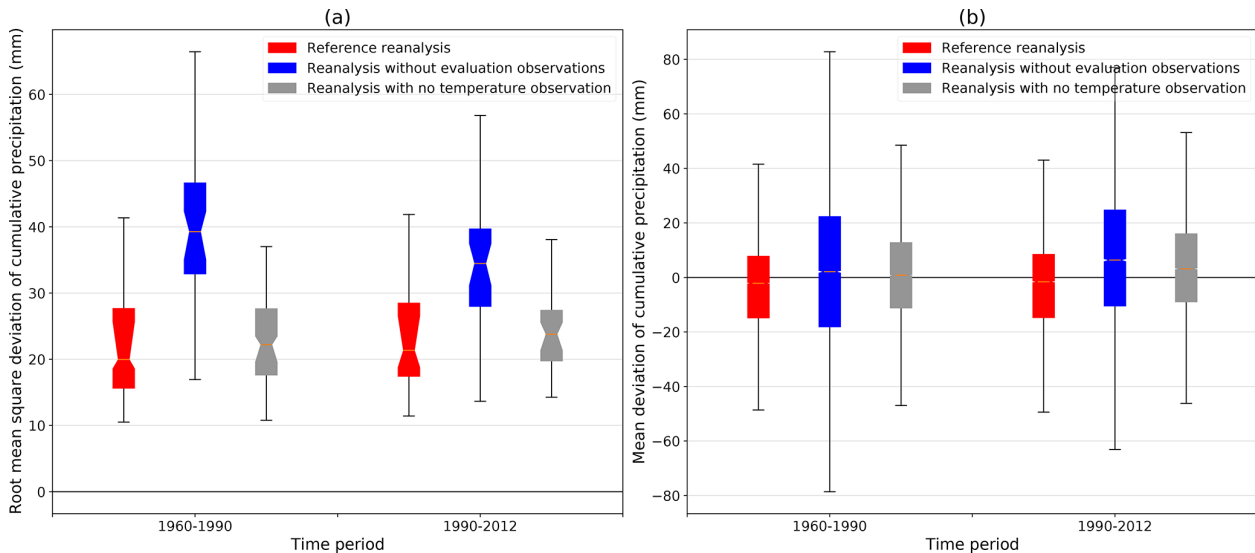 (a)
Root mean square deviation of cumulative precipitation (mm)
60
50
40
30
20
10
0
Reference reanalysis
Reanalysis without evaluation observations
Reanalysis with no temperature observation
1960-1990
1990-2012
Time period
(b)
Mean deviation of cumulative precipitation (mm)
80
60
40
20
0
−20
−40
−60
−80
Reference reanalysis
Reanalysis without evaluation observations
Reanalysis with no temperature observation
1960-1990
1990-2012
Time period